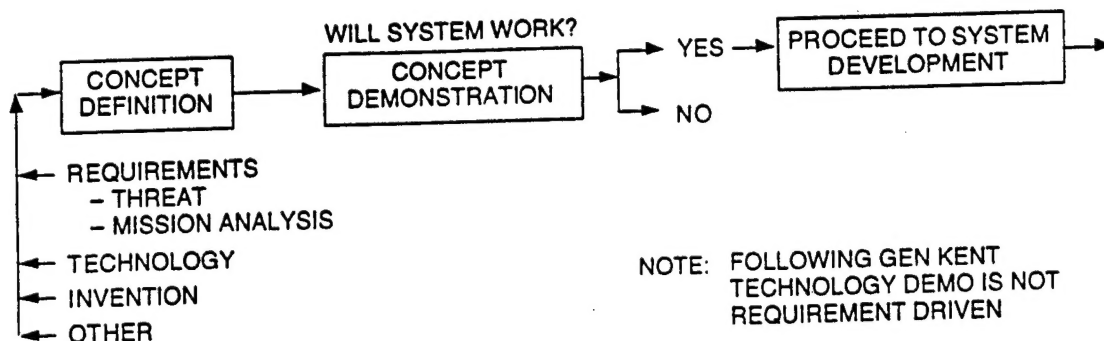 WILL SYSTEM WORK?
CONCEPT
DEFINITION
CONCEPT
DEMONSTRATION
YES
NO
PROCEED TO SYSTEM
DEVELOPMENT
REQUIREMENTS
– THREAT
– MISSION ANALYSIS
TECHNOLOGY
INVENTION
OTHER
NOTE: FOLLOWING GEN KENT
TECHNOLOGY DEMO IS NOT
REQUIREMENT DRIVEN